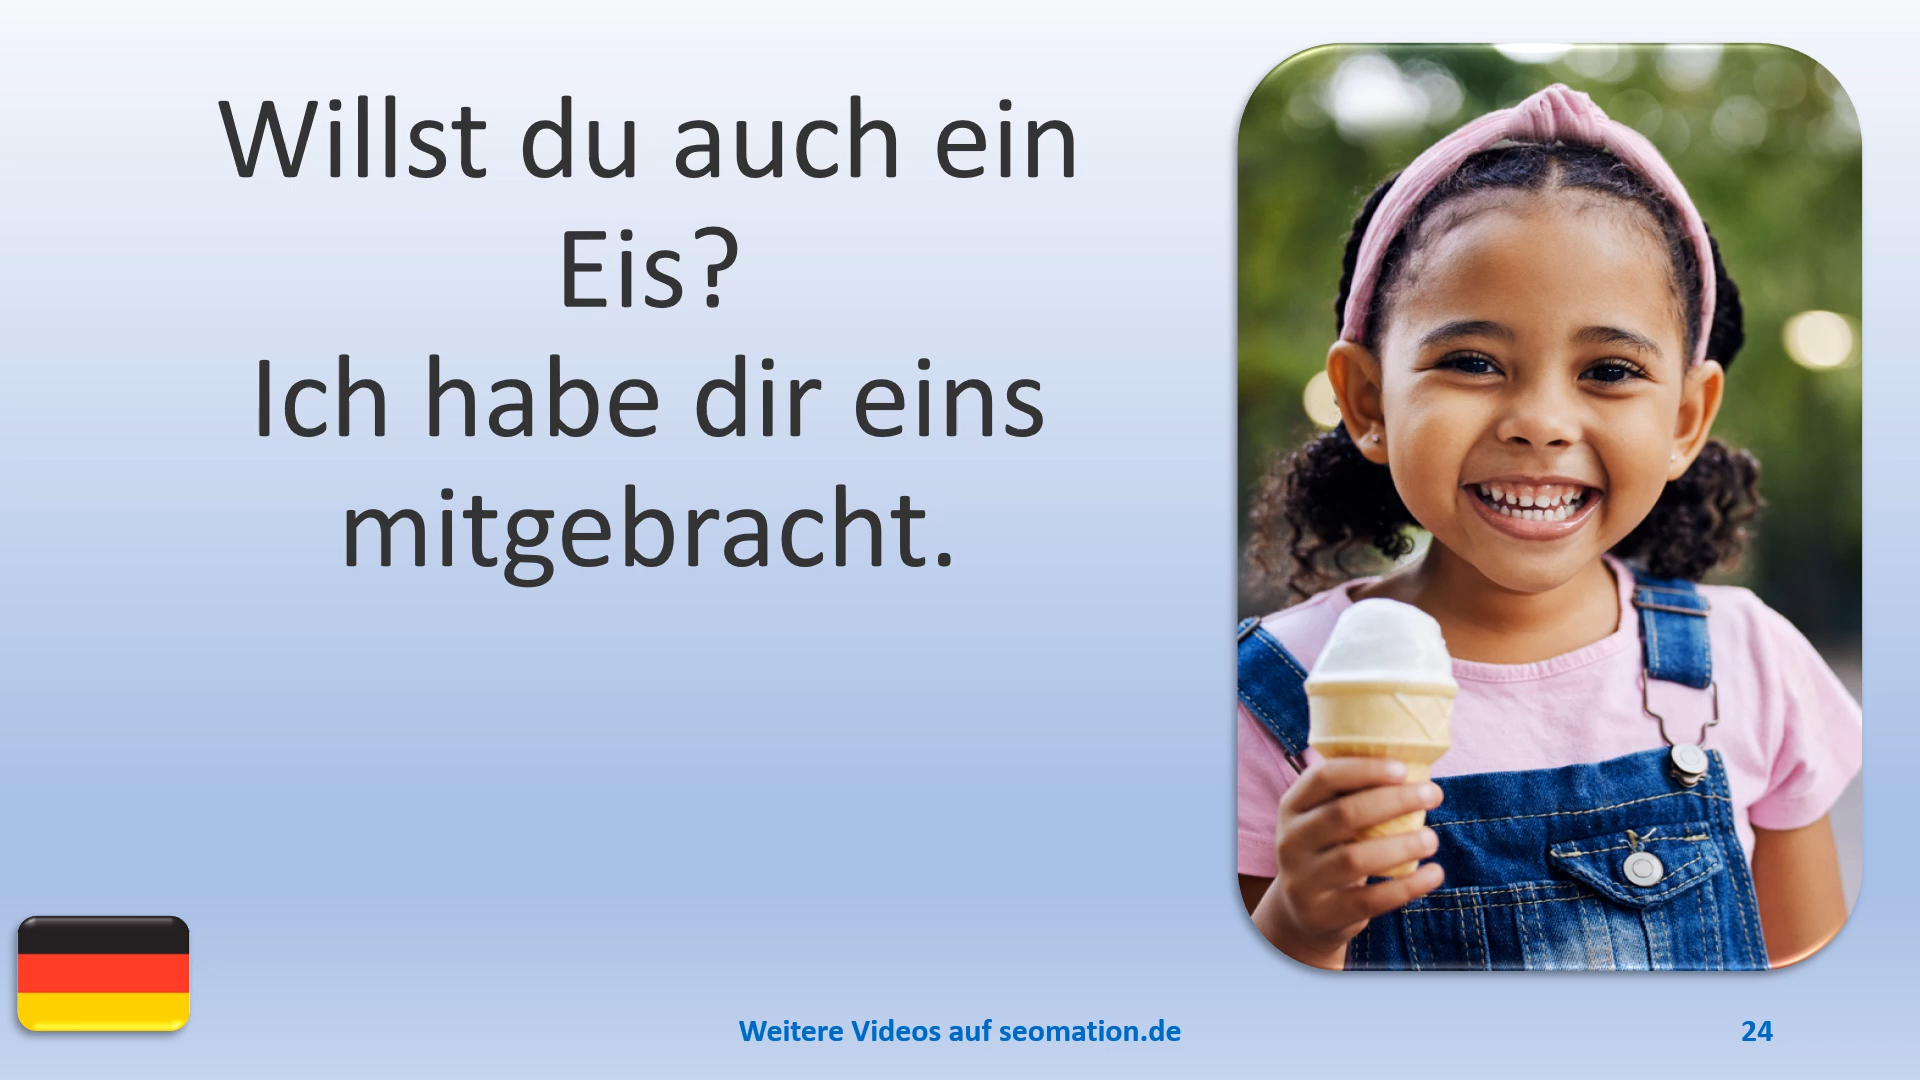 Willst du auch ein
Eis?
Ich habe dir eins
mitgebracht.
Weitere Videos auf seomation.de
24